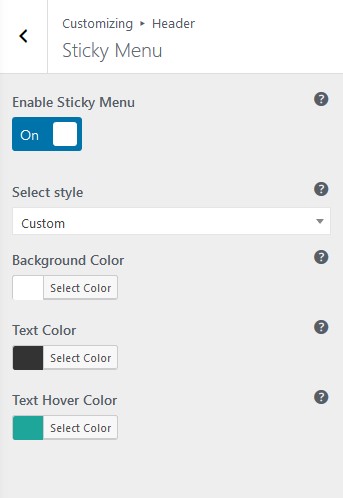 Customizing ▸ Header
Sticky Menu
Enable Sticky Menu ?
On
Select style ?
Custom
Background Color ?
Select Color
Text Color ?
Select Color
Text Hover Color ?
Select Color